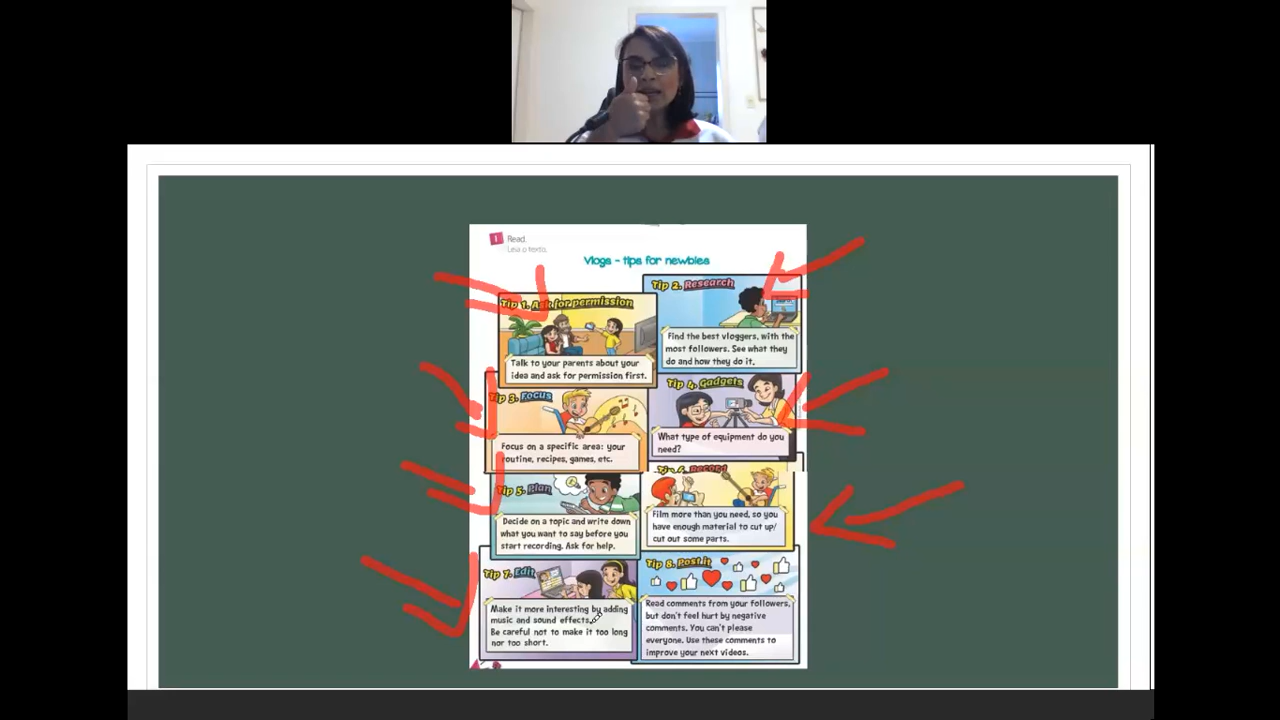 1 Read.
Leia o texto.
Vlogs - tips for newbies
Tip 1. Ask for permission
Talk to your parents about your
idea and ask for permission first.
Tip 2. Research
Find the best vloggers, with the
most followers. See what they
do and how they do it.
Tip 3. Focus
Focus on a specific area: your
routine, recipes, games, etc.
Tip 4. Gadgets
What type of equipment do you
need?
Tip 5. Plan
Decide on a topic and write down
what you want to say before you
start recording. Ask for help.
Tip 6. Record
Film more than you need, so you
have enough material to cut up/
cut out some parts.
Tip 7. Edit
Make it more interesting by adding
music and sound effects.
Be careful not to make it too long
nor too short.
Tip 8. Post it
Read comments from your followers,
but don't feel hurt by negative
comments. You can't please
everyone. Use these comments to
improve your next videos.